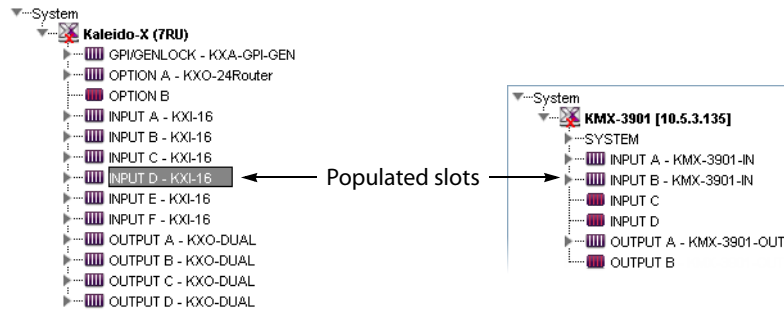 System
Kaleido-X (7RU)
GPI/GENLOCK - KXA-GPI-GEN
OPTION A - KXO-24Router
OPTION B
INPUT A - KXI-16
INPUT B - KXI-16
INPUT C - KXI-16
INPUT D - KXI-16
INPUT E - KXI-16
INPUT F - KXI-16
OUTPUT A - KXO-DUAL
OUTPUT B - KXO-DUAL
OUTPUT C - KXO-DUAL
OUTPUT D - KXO-DUAL
Populated slots
System
KMX-3901 [10.5.3.135]
SYSTEM
INPUT A - KMX-3901-IN
INPUT B - KMX-3901-IN
INPUT C
INPUT D
OUTPUT A - KMX-3901-OUT
OUTPUT B